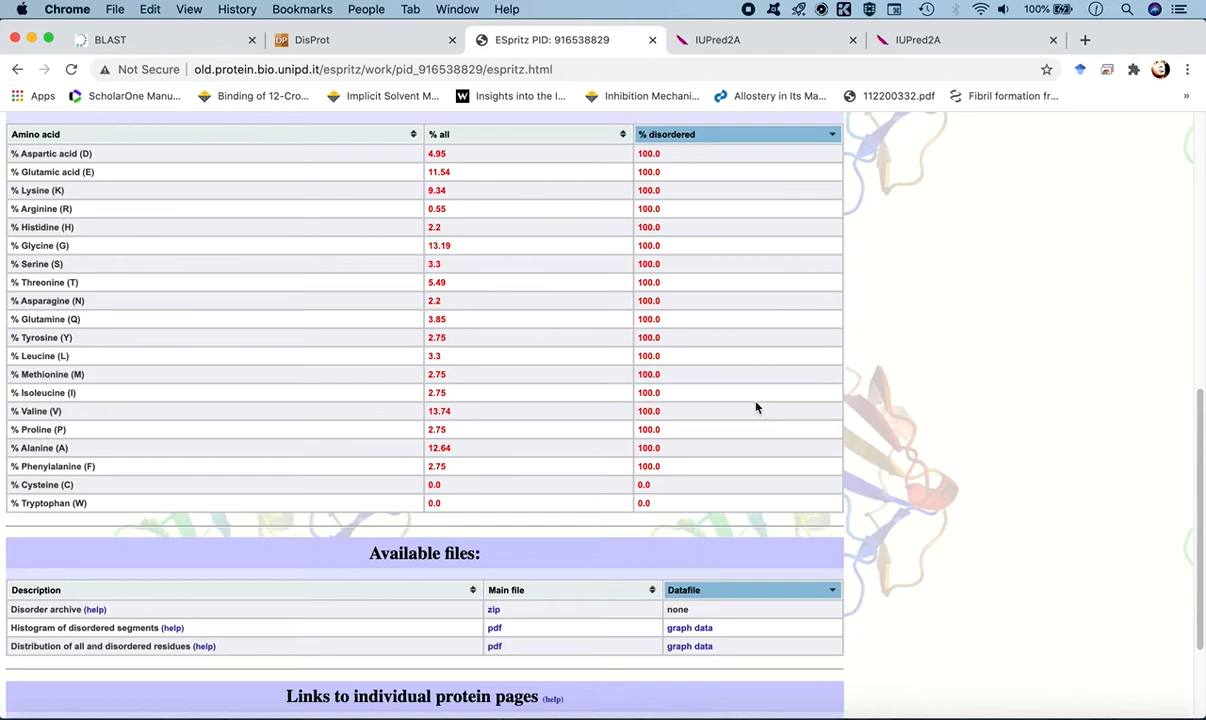 Chrome File Edit View History Bookmarks People Tab Window Help 100%
BLAST DisProt ESpritz PID: 916538829 IUPred2A IUPred2A
Not Secure old.protein.bio.unipd.it/espritz/work/pid_916538829/espritz.html
Apps ScholarOne Manu... Binding of 12-Cro... Implicit Solvent M... Insights into the I... Inhibition Mechani... Allostery in Its Ma... 112200332.pdf Fibril formation fr... »
Amino acid % all % disordered
% Aspartic acid (D) 4.95 100.0
% Glutamic acid (E) 11.54 100.0
% Lysine (K) 9.34 100.0
% Arginine (R) 0.55 100.0
% Histidine (H) 2.2 100.0
% Glycine (G) 13.19 100.0
% Serine (S) 3.3 100.0
% Threonine (T) 5.49 100.0
% Asparagine (N) 2.2 100.0
% Glutamine (Q) 3.85 100.0
% Tyrosine (Y) 2.75 100.0
% Leucine (L) 3.3 100.0
% Methionine (M) 2.75 100.0
% Isoleucine (I) 2.75 100.0
% Valine (V) 13.74 100.0
% Proline (P) 2.75 100.0
% Alanine (A) 12.64 100.0
% Phenylalanine (F) 2.75 100.0
% Cysteine (C) 0.0 0.0
% Tryptophan (W) 0.0 0.0
Available files:
Description Main file Datafile
Disorder archive (help) zip none
Histogram of disordered segments (help) pdf graph data
Distribution of all and disordered residues (help) pdf graph data
Links to individual protein pages (help)